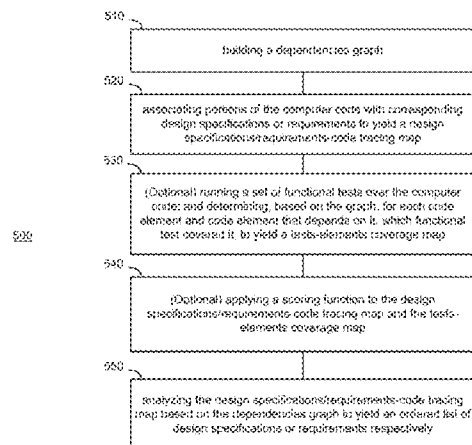 510
building a dependencies graph
520
associating portions of the computer code with corresponding
design specifications or requirements to yield a design
specifications/requirements-code tracing map
530
(Optional) running a set of functional tests over the computer
code; and determining, based on the graph, for each code
element and code element that depends on it, which functional
test covered it, to yield a tests-elements coverage map
500
540
(Optional) applying a scoring function to the design
specifications/requirements-code tracing map and the tests-
elements coverage map
550
analyzing the design specifications/requirements-code tracing
map based on the dependencies graph to yield an ordered list of
design specifications or requirements respectively